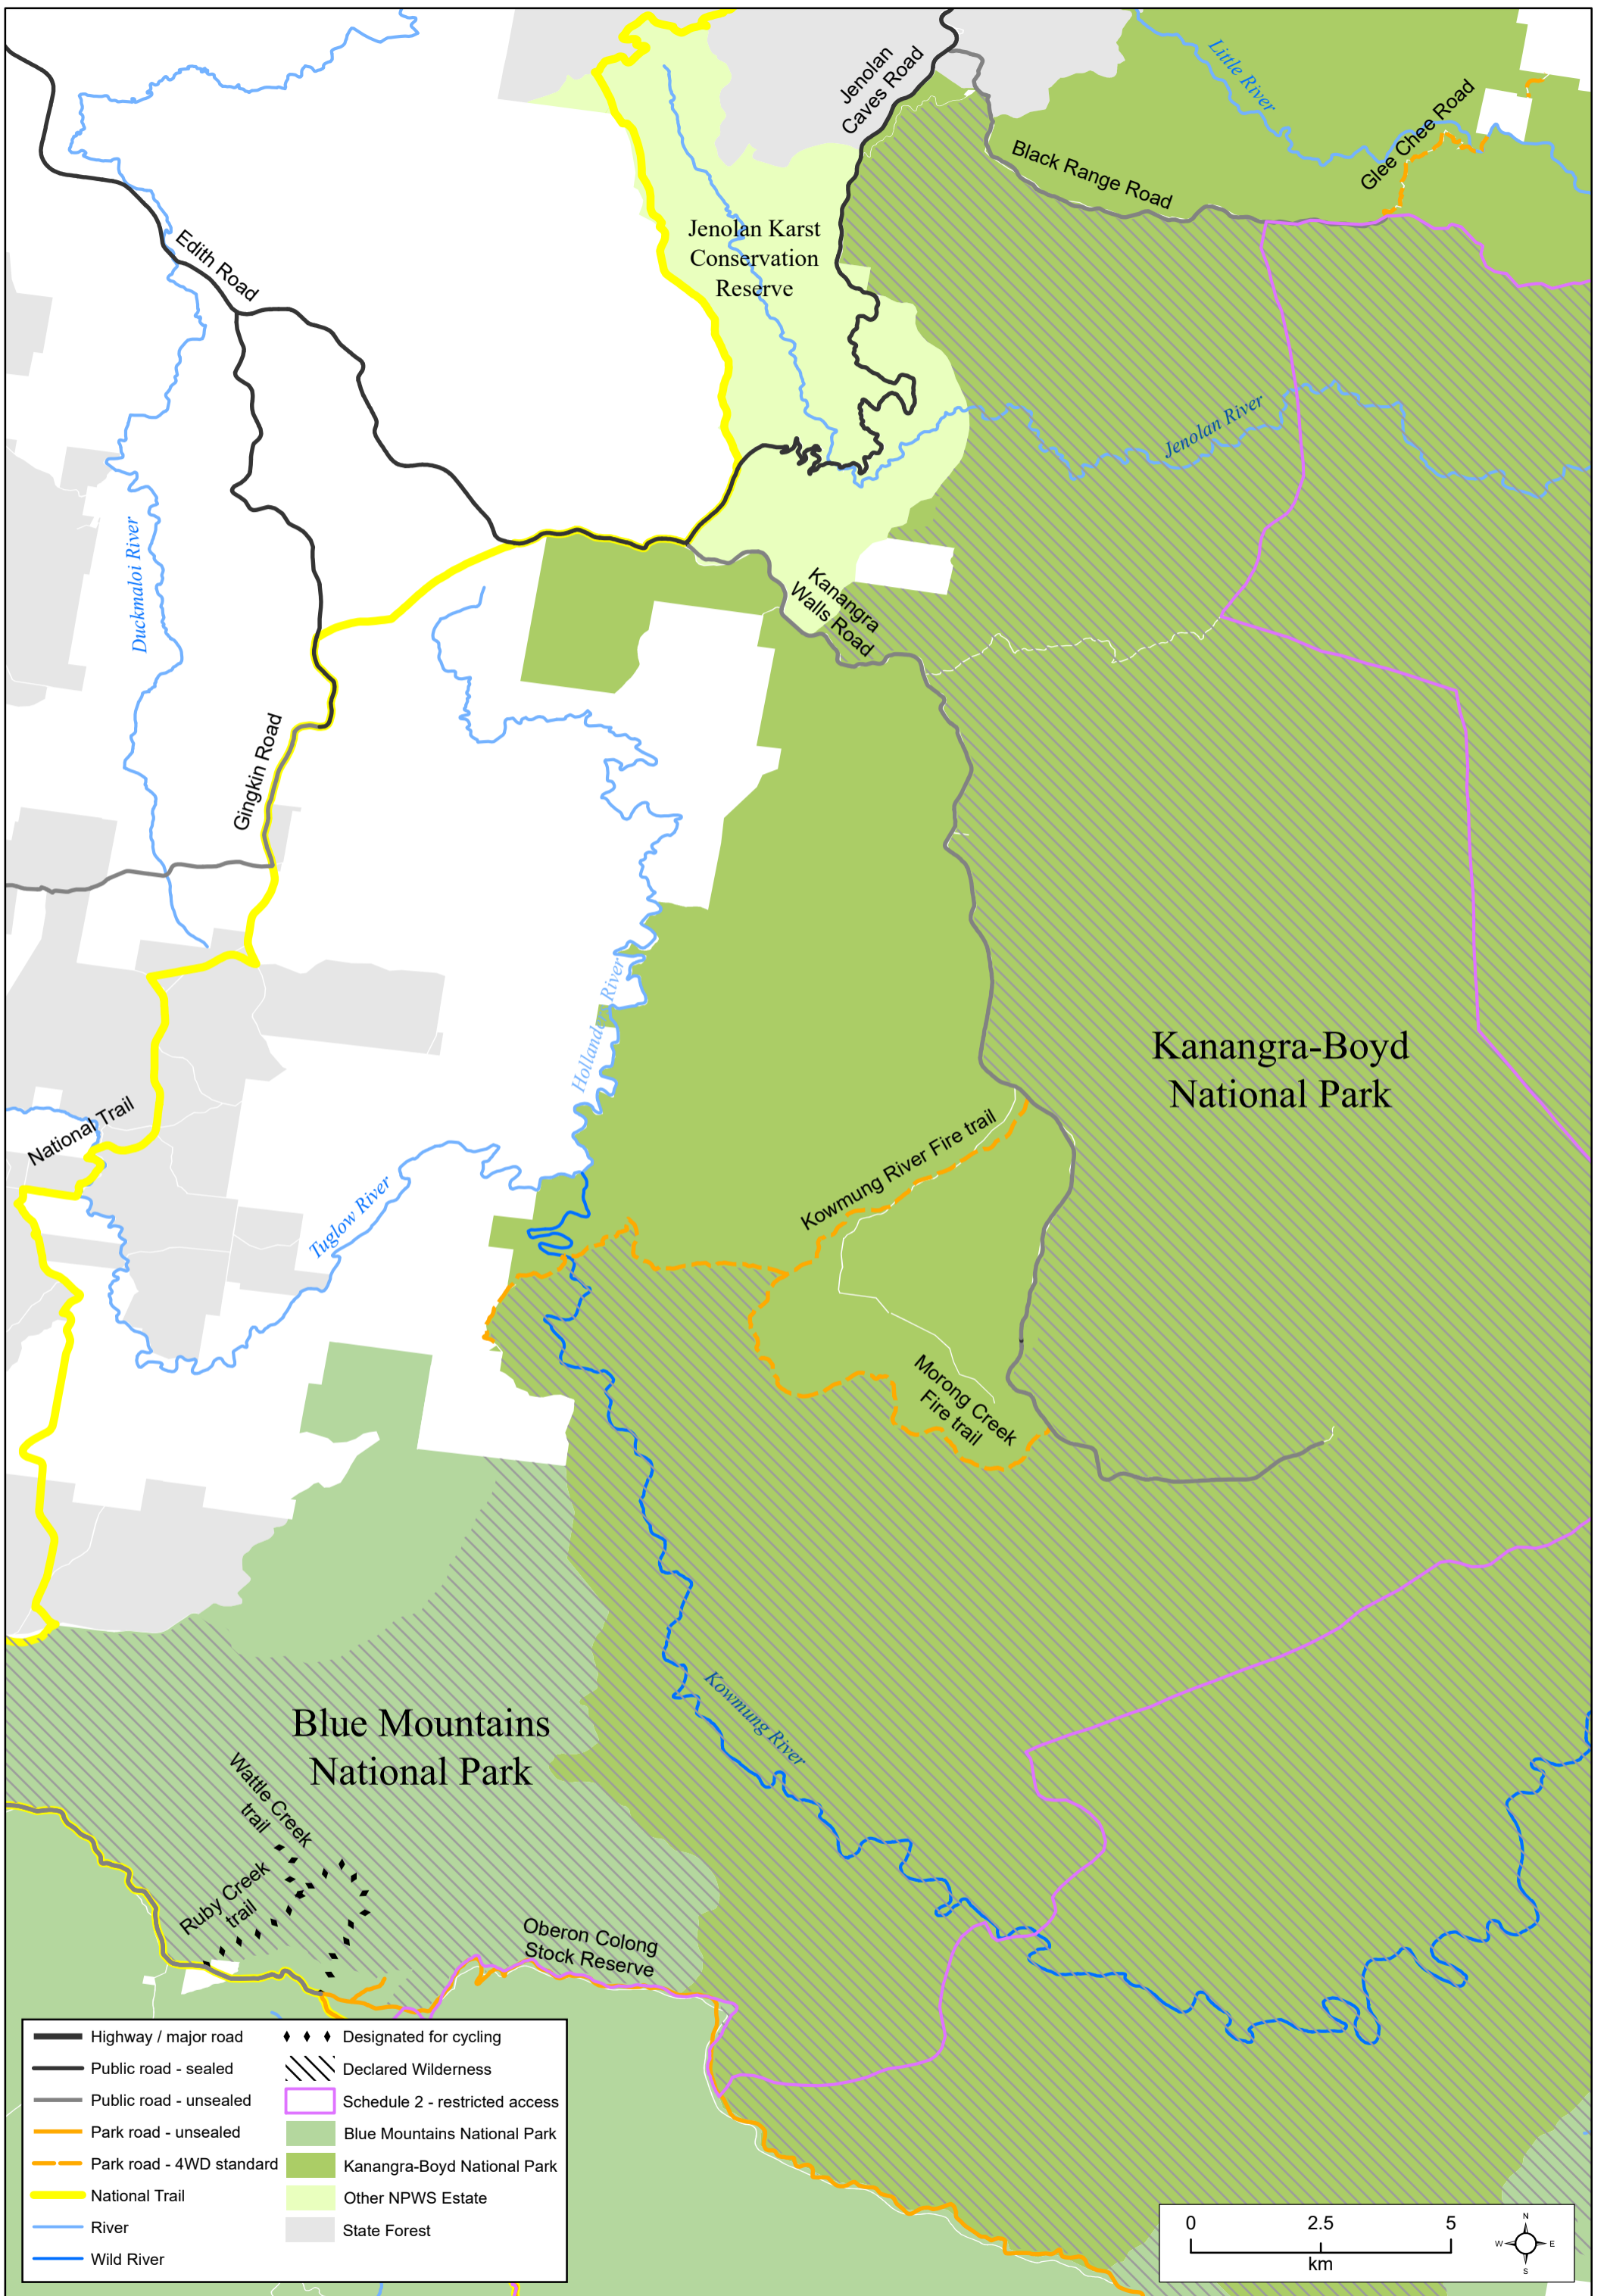 Jenolan
Caves Road
Little River
Glee Chee Road
Black Range Road
Jenolan Karst
Conservation
Reserve
Edith Road
Jenolan River
Duckmaloi River
Kanangra
Walls Road
Gingkin Road
Hollanders River
Kanangra-Boyd
National Park
National Trail
Kowmung River Fire trail
Tuglow River
Morong Creek
Fire trail
Kowmung River
Blue Mountains
National Park
Wattle Creek
trail
Ruby Creek
trail
Oberon Colong
Stock Reserve
Highway / major road
Public road - sealed
Public road - unsealed
Park road - unsealed
Park road - 4WD standard
National Trail
River
Wild River
Designated for cycling
Declared Wilderness
Schedule 2 - restricted access
Blue Mountains National Park
Kanangra-Boyd National Park
Other NPWS Estate
State Forest
0 2.5 5
km
N
W E
S